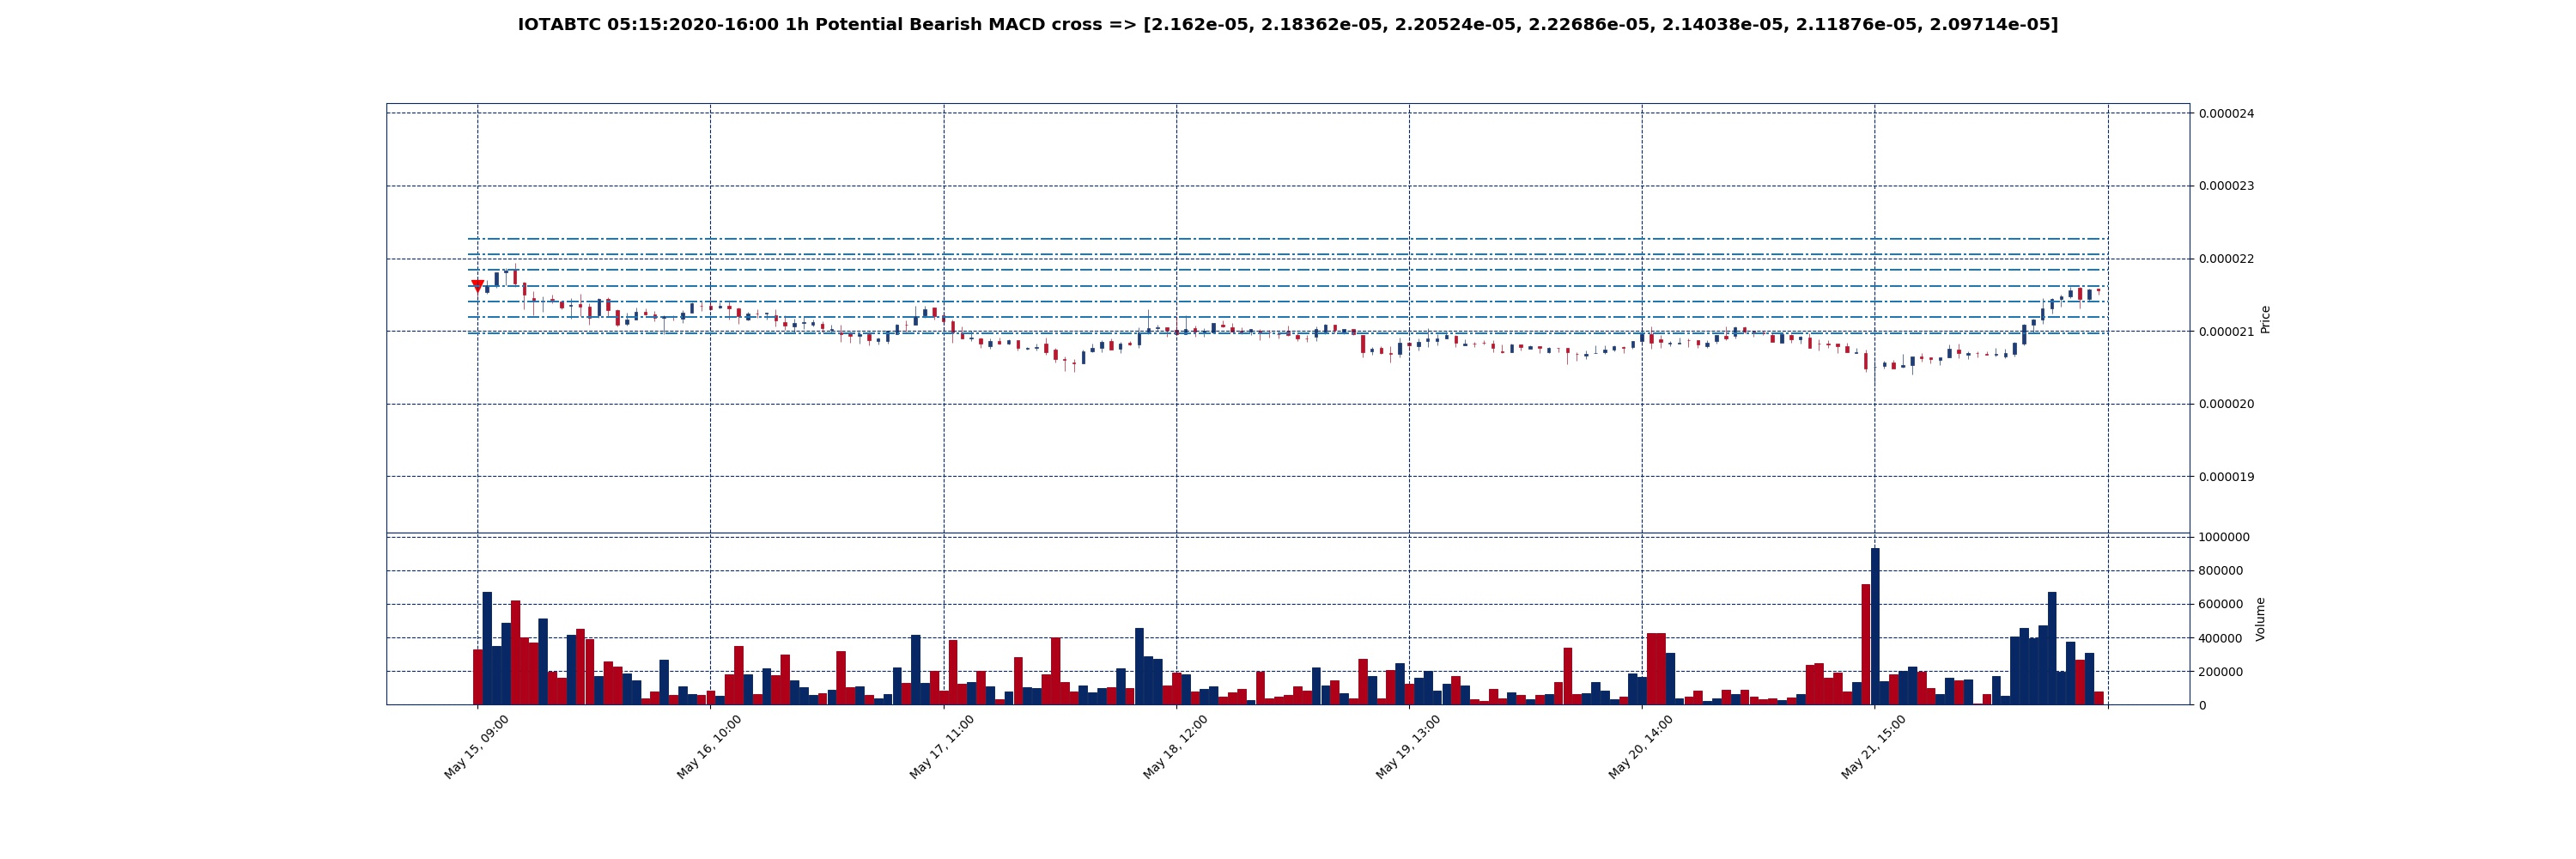 IOTABTC 05:15:2020-16:00 1h Potential Bearish MACD cross => [2.162e-05, 2.18362e-05, 2.20524e-05, 2.22686e-05, 2.14038e-05, 2.11876e-05, 2.09714e-05]
0.000024
0.000023
0.000022
0.000021
0.000020
0.000019
Price
1000000
800000
600000
400000
200000
0
Volume
May 15, 09:00
May 16, 10:00
May 17, 11:00
May 18, 12:00
May 19, 13:00
May 20, 14:00
May 21, 15:00